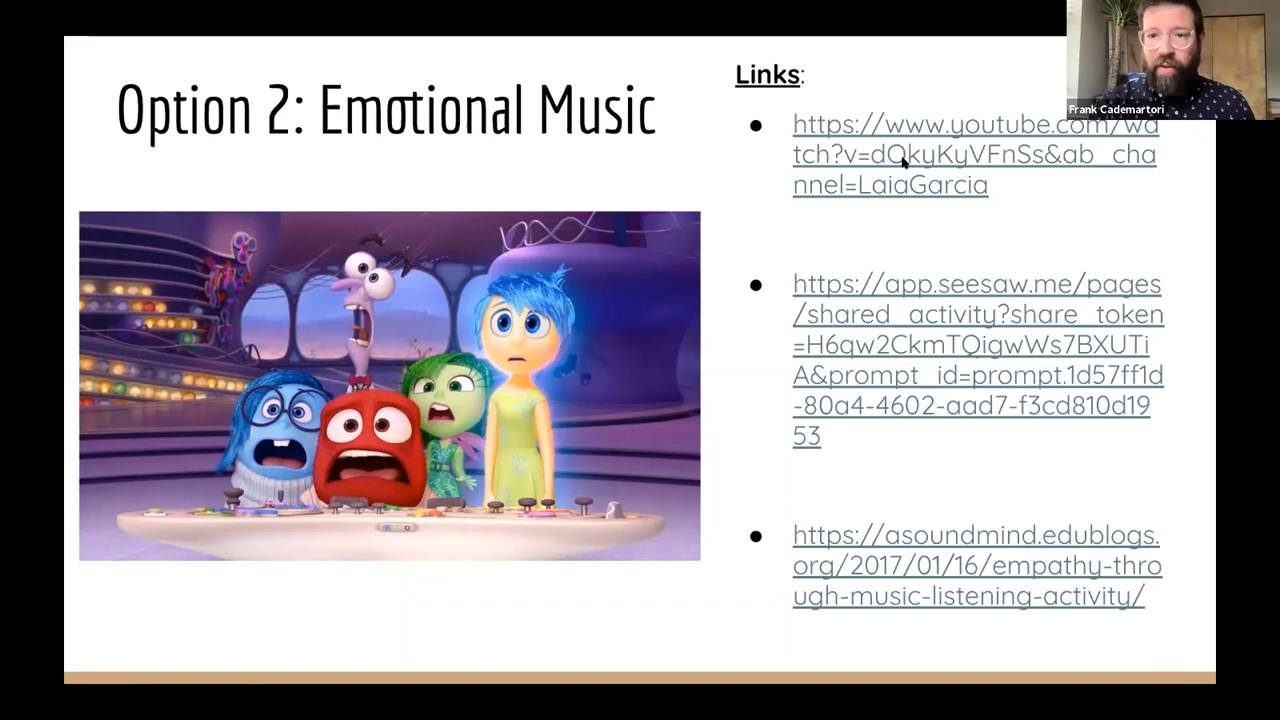 Option 2: Emotional Music
Links:
https://www.youtube.com/wa
tch?v=dQkyKyVFnSs&ab_cha
nnel=LaiaGarcia
https://app.seesaw.me/pages
/shared_activity?share_token
=H6qw2CkmTQigwWs7BXUTi
A&prompt_id=prompt.1d57ff1d
-80a4-4602-aad7-f3cd810d19
53
https://asoundmind.edublogs.
org/2017/01/16/empathy-thro
ugh-music-listening-activity/
Frank Cademartori